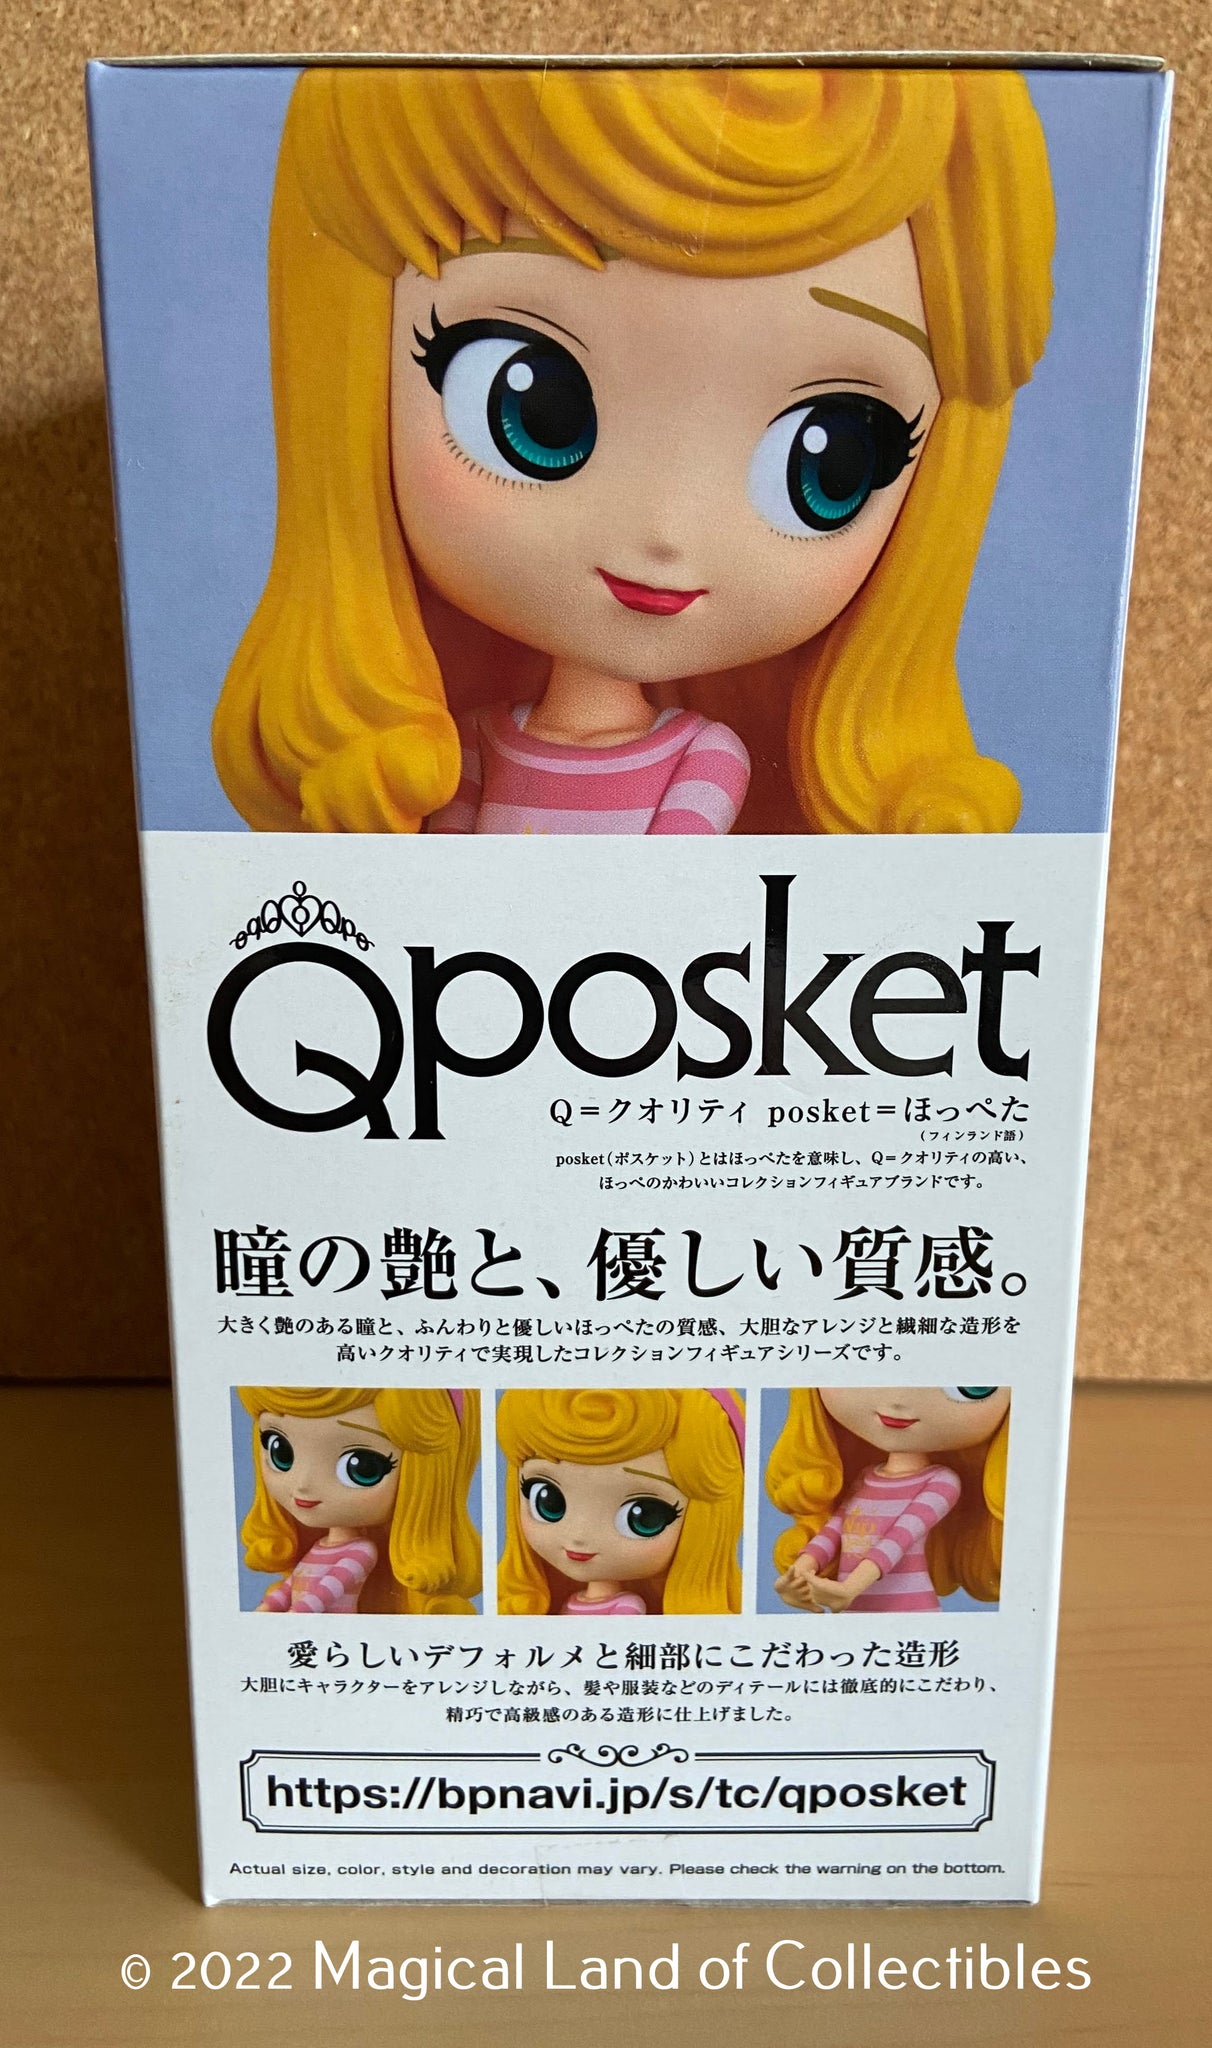 Qposket
Q=クオリティ posket=ほっぺた
(フィンランド語)
posket(ポスケット)とはほっぺたを意味し、Q=クオリティの高い、
ほっぺのかわいいコレクションフィギュアブランドです。
瞳の艶と、優しい質感。
大きく艶のある瞳と、ふんわりと優しいほっぺたの質感、大胆なアレンジと繊細な造形を
高いクオリティで実現したコレクションフィギュアシリーズです。
愛らしいデフォルメと細部にこだわった造形
大胆にキャラクターをアレンジしながら、髪や服装などのディテールには徹底的にこだわり、
精巧で高級感のある造形に仕上げました。
https://bpnavi.jp/s/tc/qposket
Actual size, color, style and decoration may vary. Please check the warning on the bottom.
© 2022 Magical Land of Collectibles